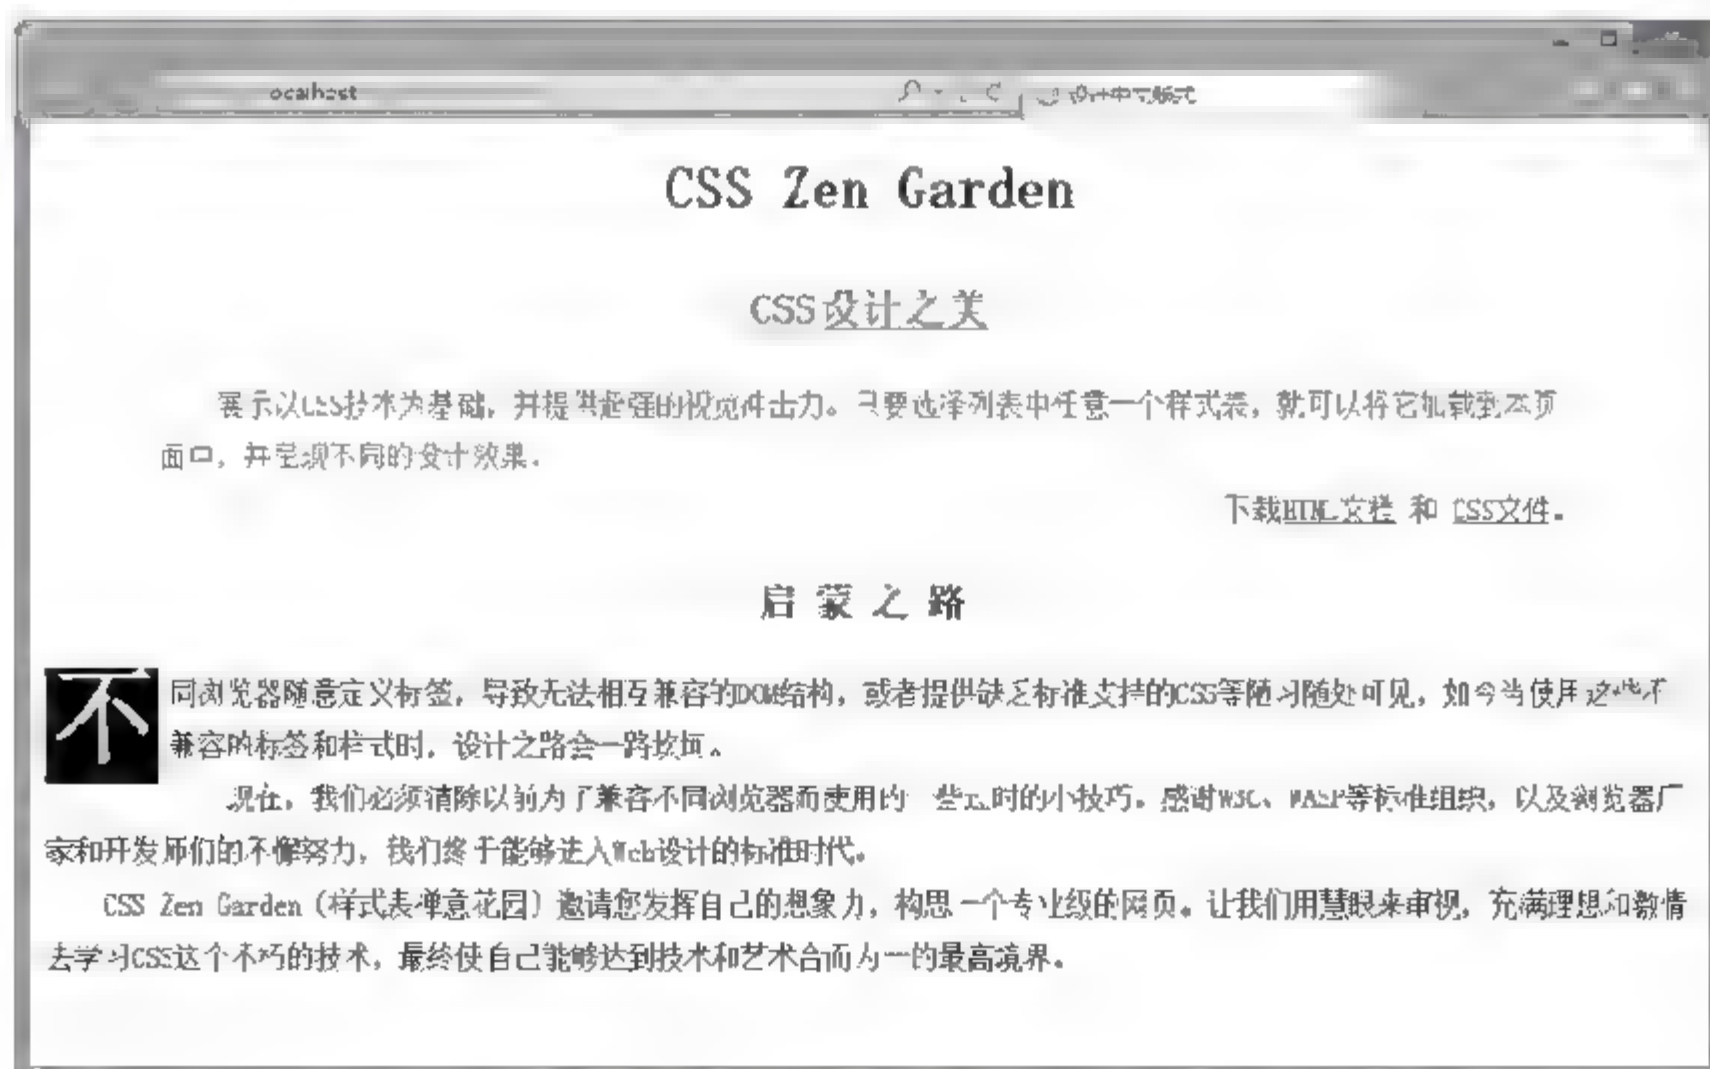 ocalhost
设计中文版式
CSS Zen Garden
CSS设计之美
展示以CSS技术为基础，并提供超强的视觉冲击力。只要选择列表中任意一个样式表，就可以将它加载到本页
面中，并呈现不同的设计效果。
下载HTML文档 和 CSS文件。
启蒙之路
不同浏览器随意定义标签，导致无法相互兼容的DOM结构，或者提供缺乏标准支持的CSS等陋习随处可见，如今当使用这些不
兼容的标签和样式时，设计之路会一路坎坷。
现在，我们必须清除以前为了兼容不同浏览器而使用的一些过时的小技巧。感谢W3C、WASP等标准组织，以及浏览器厂
家和开发师们的不懈努力，我们终于能够进入Web设计的标准时代。
CSS Zen Garden（样式表禅意花园）邀请您发挥自己的想象力，构思一个专业级的网页。让我们用慧眼来审视，充满理想和激情
去学习CSS这个不朽的技术，最终使自己能够达到技术和艺术合而为一的最高境界。